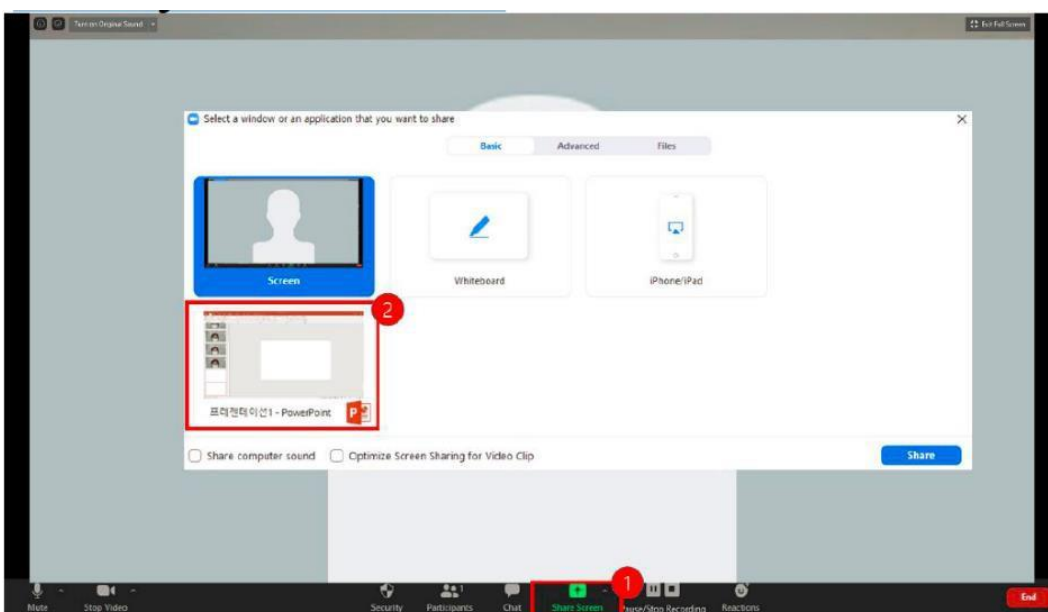 Turn on Original Sound
Exit Full Screen
Select a window or an application that you want to share
Basic Advanced Files
Screen Whiteboard iPhone/iPad
2
프레젠테이션1 - PowerPoint
Share computer sound Optimize Screen Sharing for Video Clip Share
1
Mute Stop Video Security Participants 1 Chat Share Screen Pause/Stop Recording Reactions End